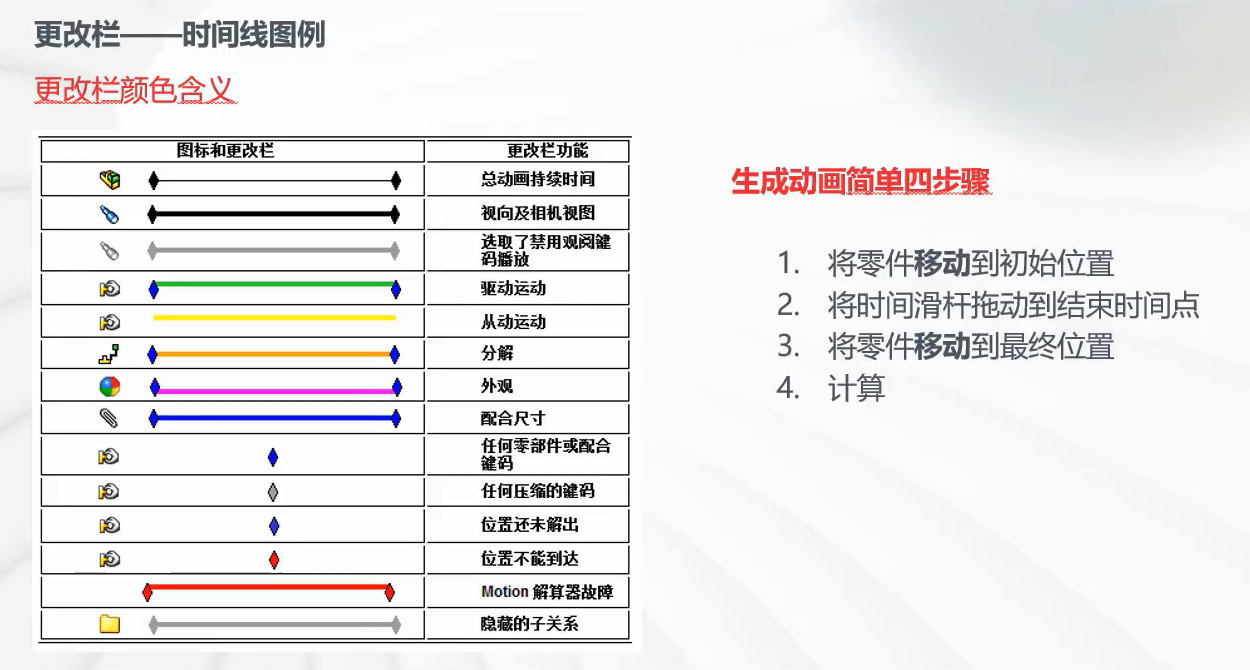 更改栏——时间线图例
更改栏颜色含义
图标和更改栏 更改栏功能
总动画持续时间
视向及相机视图
选取了禁用观阅键
码播放
驱动运动
从动运动
分解
外观
配合尺寸
任何零部件或配合
键码
任何压缩的键码
位置还未解出
位置不能到达
Motion 解算器故障
隐藏的子关系
生成动画简单四步骤
1. 将零件移动到初始位置
2. 将时间滑杆拖动到结束时间点
3. 将零件移动到最终位置
4. 计算